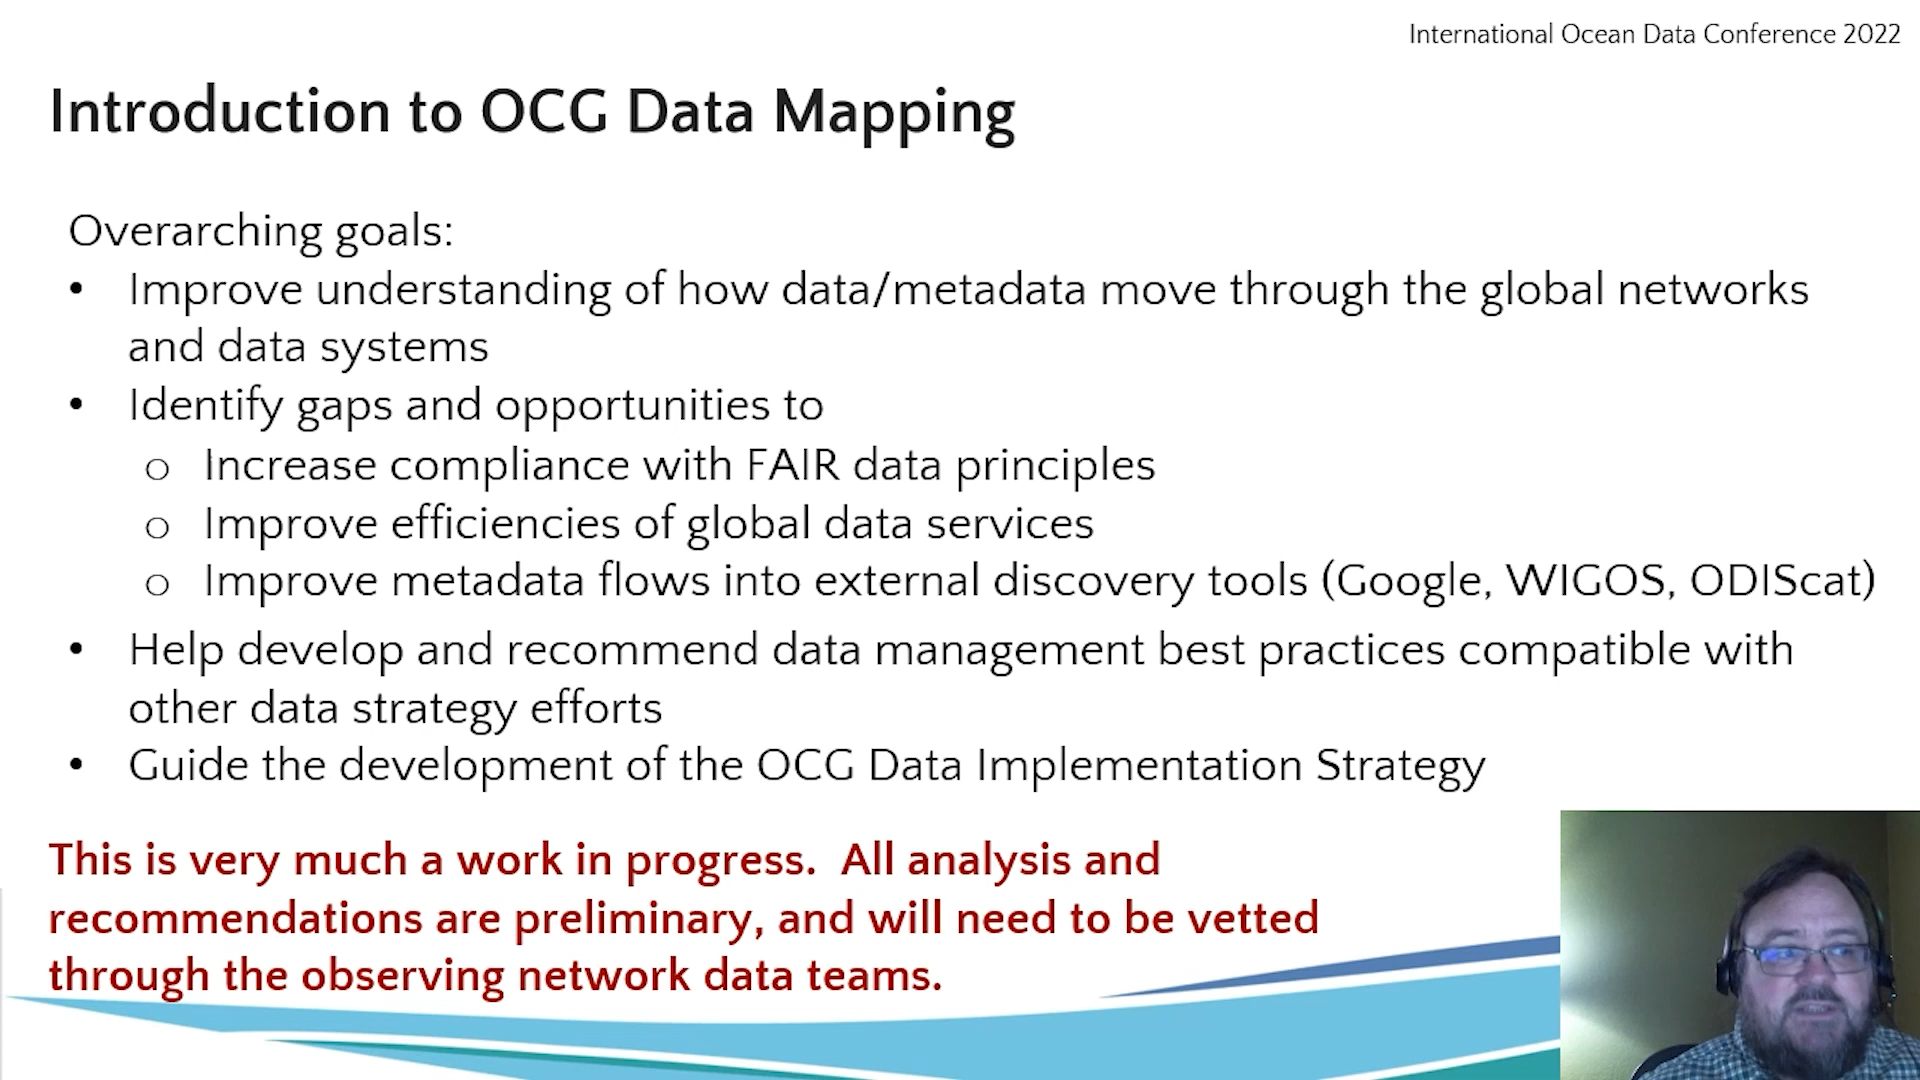 International Ocean Data Conference 2022
Introduction to OCG Data Mapping
Overarching goals:
• Improve understanding of how data/metadata move through the global networks
and data systems
• Identify gaps and opportunities to
o Increase compliance with FAIR data principles
o Improve efficiencies of global data services
o Improve metadata flows into external discovery tools (Google, WIGOS, ODIScat)
• Help develop and recommend data management best practices compatible with
other data strategy efforts
• Guide the development of the OCG Data Implementation Strategy
This is very much a work in progress.  All analysis and
recommendations are preliminary, and will need to be vetted
through the observing network data teams.